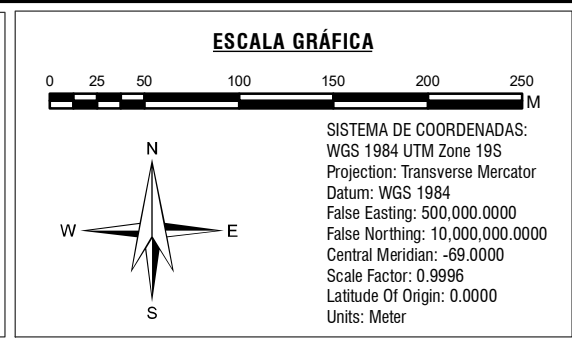 ESCALA GRÁFICA
0 25 50 100 150 200 250
M
SISTEMA DE COORDENADAS:
WGS 1984 UTM Zone 19S
Projection: Transverse Mercator
Datum: WGS 1984
False Easting: 500,000.0000
False Northing: 10,000,000.0000
Central Meridian: -69.0000
Scale Factor: 0.9996
Latitude Of Origin: 0.0000
Units: Meter
N
W E
S